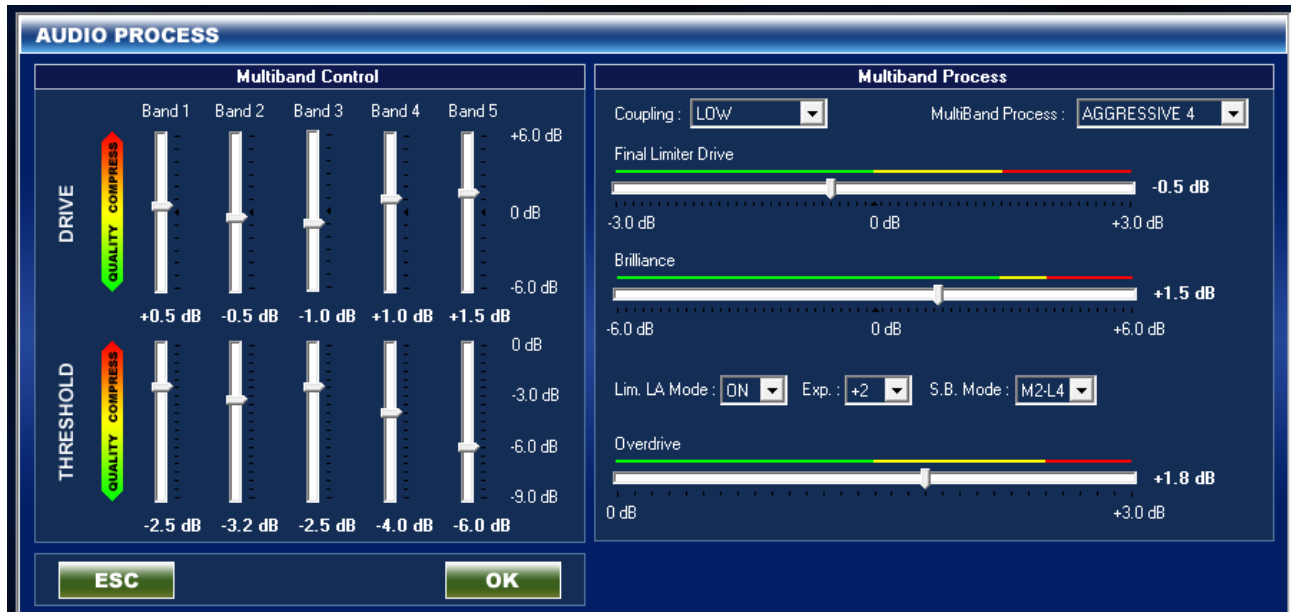 AUDIO PROCESS
Multiband Control
Band 1 Band 2 Band 3 Band 4 Band 5
DRIVE
QUALITY COMPRESS
+6.0 dB
0 dB
-6.0 dB
+0.5 dB -0.5 dB -1.0 dB +1.0 dB +1.5 dB
THRESHOLD
QUALITY COMPRESS
0 dB
-3.0 dB
-6.0 dB
-9.0 dB
-2.5 dB -3.2 dB -2.5 dB -4.0 dB -6.0 dB
ESC OK
Multiband Process
Coupling : LOW MultiBand Process : AGGRESSIVE 4
Final Limiter Drive
-0.5 dB
-3.0 dB 0 dB +3.0 dB
Brilliance
+1.5 dB
-6.0 dB 0 dB +6.0 dB
Lim. LA Mode : ON Exp. : +2 S.B. Mode : M2-L4
Overdrive
+1.8 dB
0 dB +3.0 dB